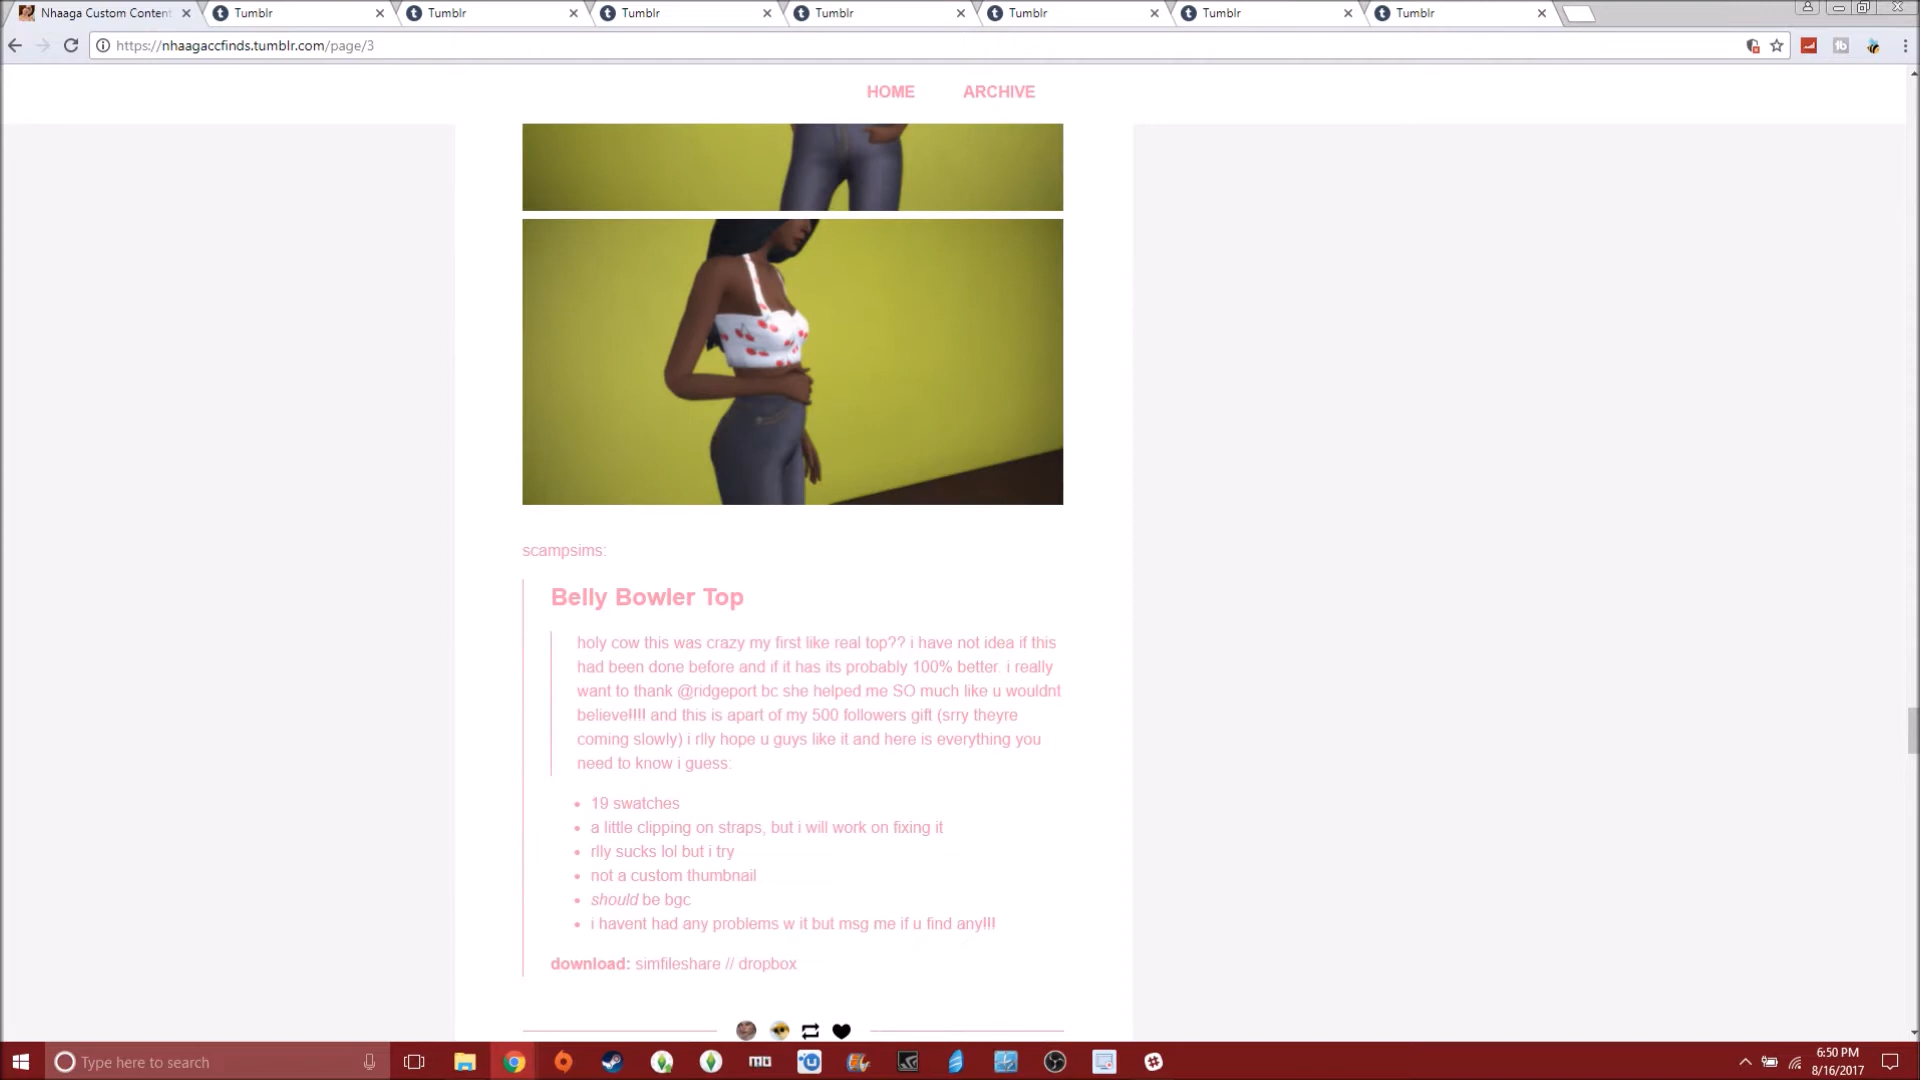 Nhaaga Custom Content
Tumblr
Tumblr
Tumblr
Tumblr
Tumblr
Tumblr
Tumblr
https://nhaagaccfinds.tumblr.com/page/3
HOME
ARCHIVE
scampsims:
Belly Bowler Top
holy cow this was crazy my first like real top?? i have not idea if this
had been done before and if it has its probably 100% better. i really
want to thank @ridgeport bc she helped me SO much like u wouldnt
believe!!!! and this is apart of my 500 followers gift (srry theyre
coming slowly) i rlly hope u guys like it and here is everything you
need to know i guess:
• 19 swatches
• a little clipping on straps, but i will work on fixing it
• rlly sucks lol but i try
• not a custom thumbnail
• should be bgc
• i havent had any problems w it but msg me if u find any!!!
download: simfileshare // dropbox
Type here to search
6:50 PM
8/16/2017